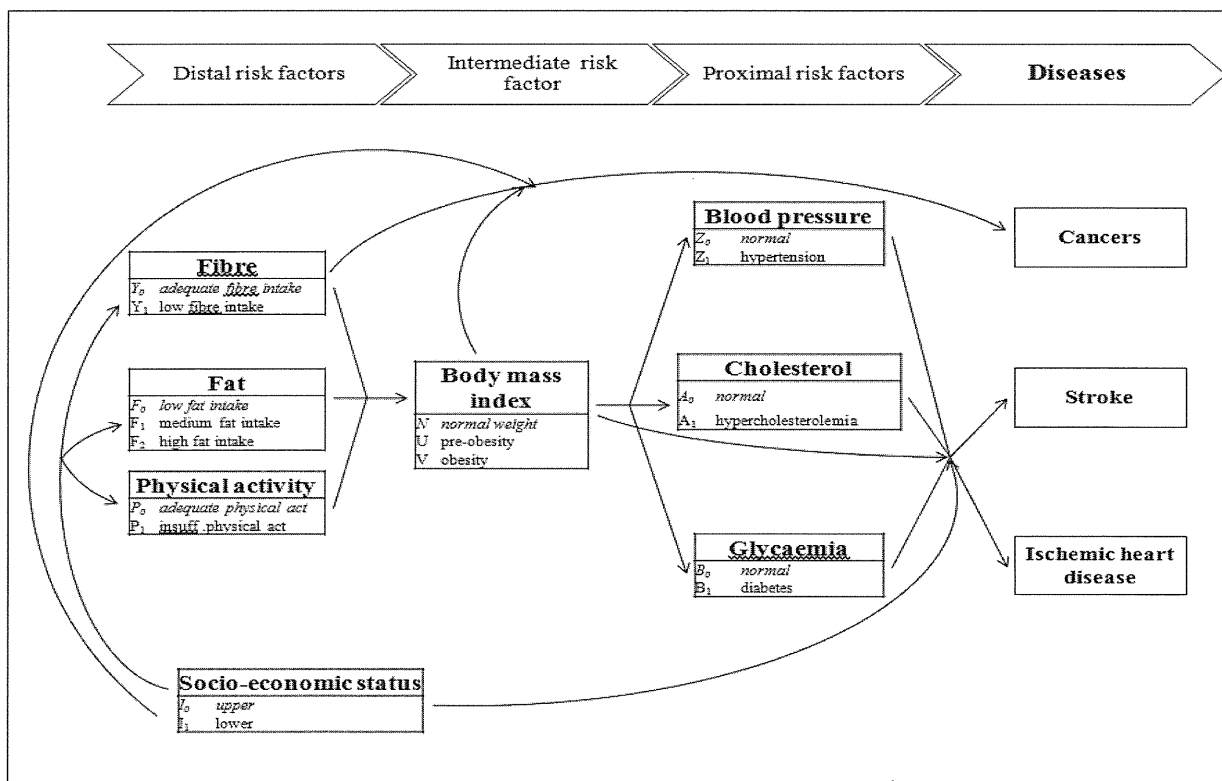 Distal risk factors
Intermediate risk
factor
Proximal risk factors
Diseases
Fibre
Y₀ adequate fibre intake
Y₁ low fibre intake
Fat
F₀ low fat intake
F₁ medium fat intake
F₂ high fat intake
Physical activity
P₀ adequate physical act
P₁ insuff .physical act
Socio-economic status
I₀ upper
I₁ lower
Body mass
index
N normal weight
U pre-obesity
V obesity
Blood pressure
Z₀ normal
Z₁ hypertension
Cholesterol
A₀ normal
A₁ hypercholesterolemia
Glycaemia
B₀ normal
B₁ diabetes
Cancers
Stroke
Ischemic heart
disease